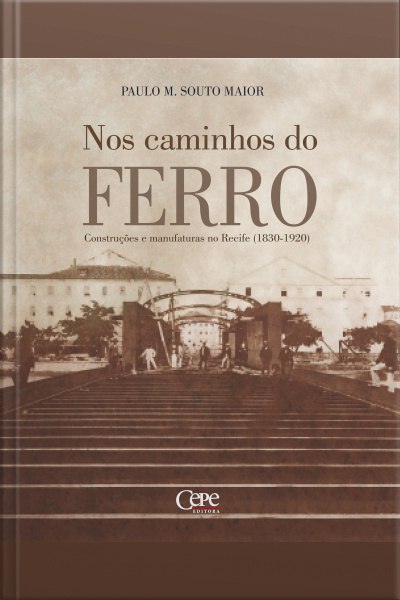 PAULO M. SOUTO MAIOR
Nos caminhos do
FERRO
Construções e manufaturas no Recife (1830-1920)
Cepe
EDITORA